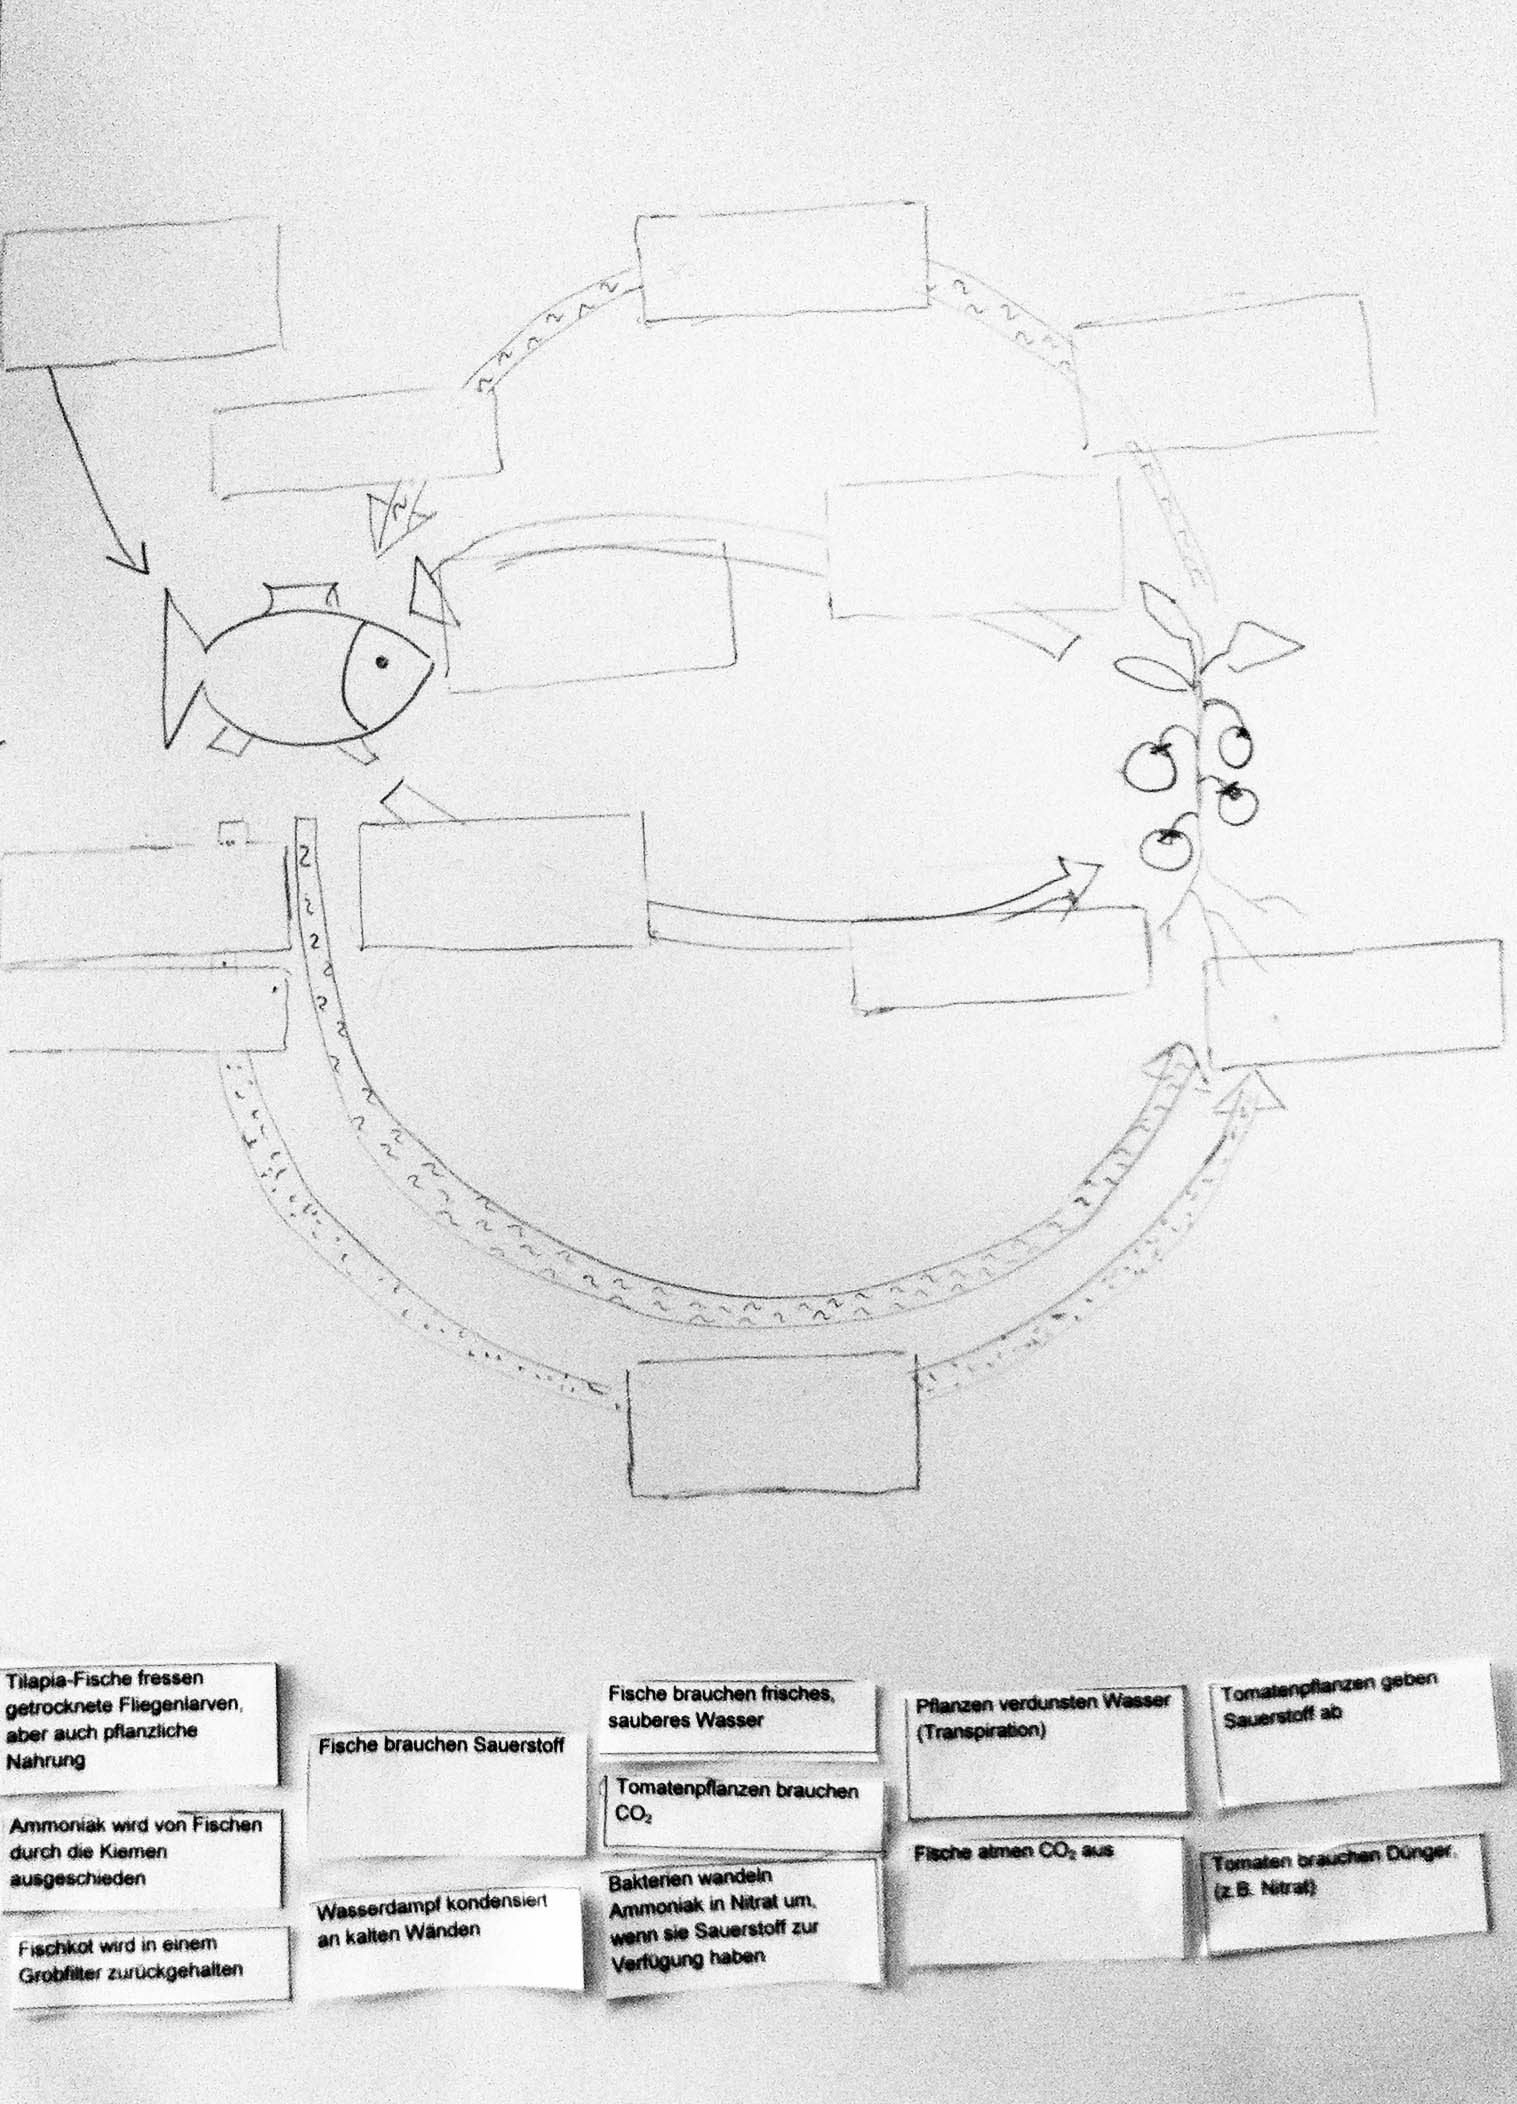 Tilapia-Fische fressen
getrocknete Fliegenlarven,
aber auch pflanzliche
Nahrung
Ammoniak wird von Fischen
durch die Kiemen
ausgeschieden
Fischkot wird in einem
Grobfilter zurückgehalten
Fische brauchen Sauerstoff
Wasserdampf kondensiert
an kalten Wänden
Fische brauchen frisches,
sauberes Wasser
Tomatenpflanzen brauchen
CO₂
Bakterien wandeln
Ammoniak in Nitrat um,
wenn sie Sauerstoff zur
Verfügung haben
Pflanzen verdunsten Wasser
(Transpiration)
Fische atmen CO₂ aus
Tomatenpflanzen geben
Sauerstoff ab
Tomaten brauchen Dünger,
(z.B. Nitrat)